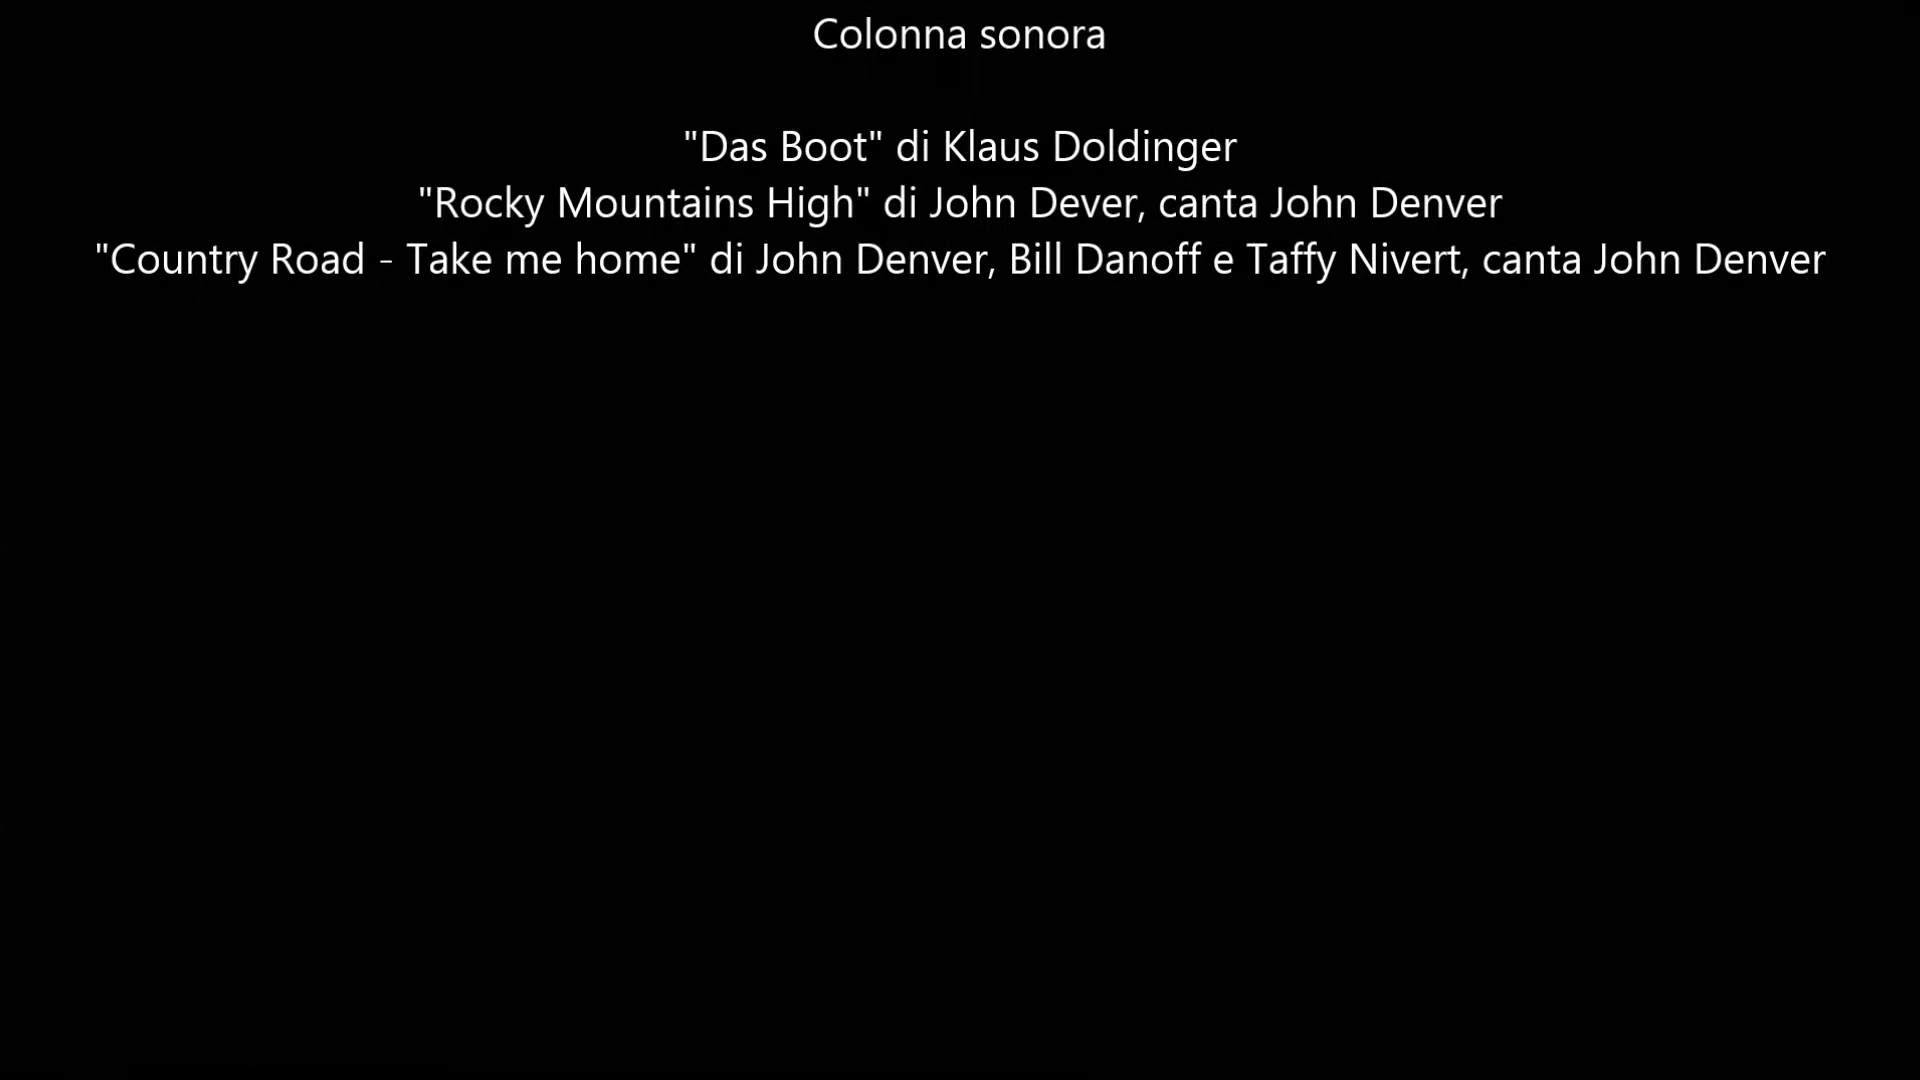 Colonna sonora
"Das Boot" di Klaus Doldinger
"Rocky Mountains High" di John Dever, canta John Denver
"Country Road - Take me home" di John Denver, Bill Danoff e Taffy Nivert, canta John Denver